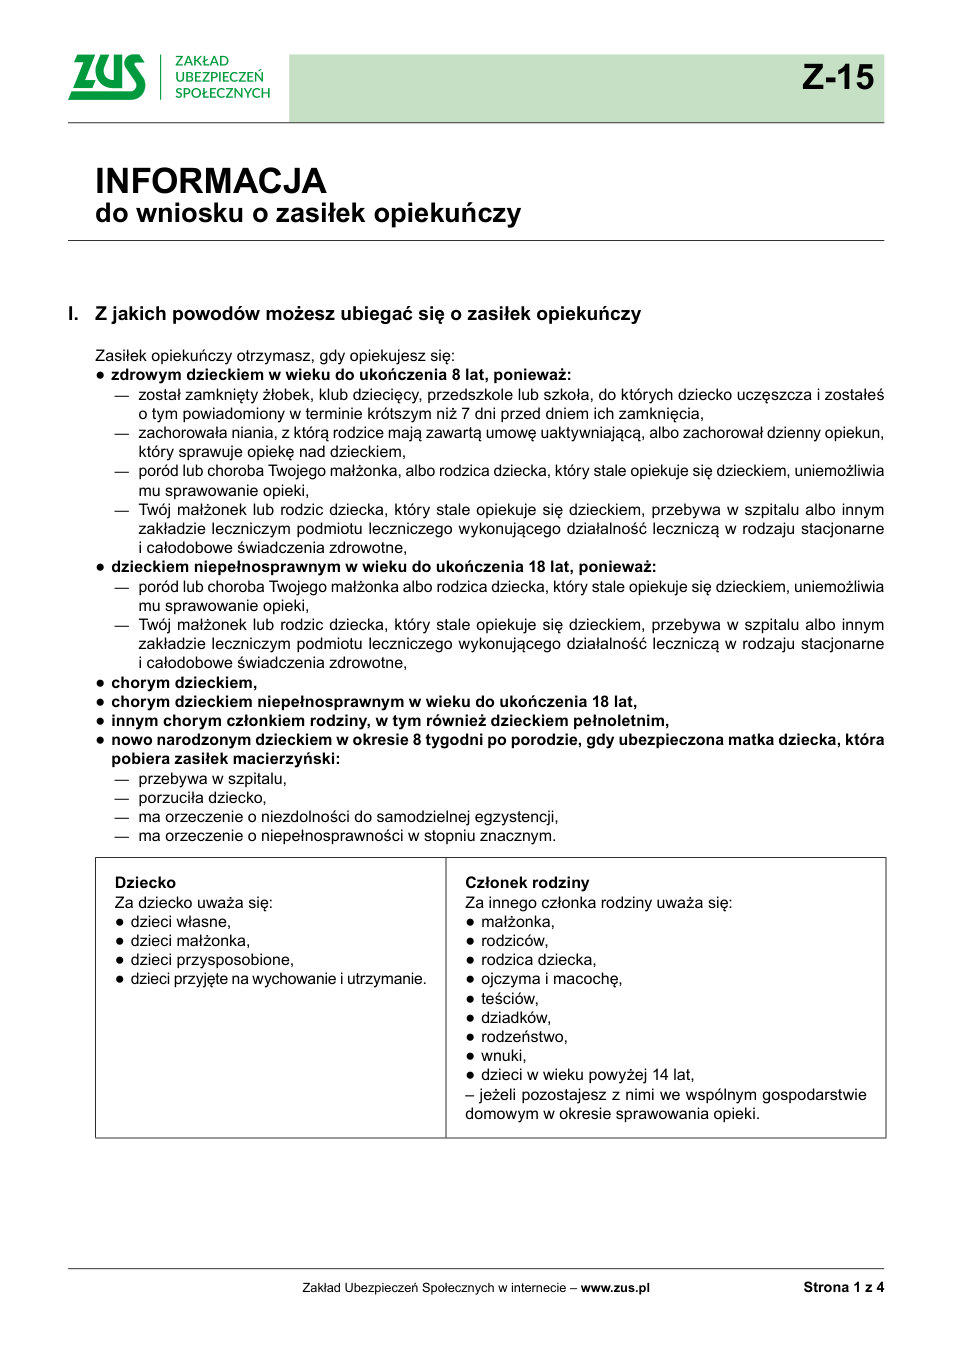 ZUS
ZAKŁAD
UBEZPIECZEŃ
SPOŁECZNYCH
Z-15
INFORMACJA
do wniosku o zasiłek opiekuńczy
I. Z jakich powodów możesz ubiegać się o zasiłek opiekuńczy
Zasiłek opiekuńczy otrzymasz, gdy opiekujesz się:
● zdrowym dzieckiem w wieku do ukończenia 8 lat, ponieważ:
— został zamknięty żłobek, klub dziecięcy, przedszkole lub szkoła, do których dziecko uczęszcza i zostałeś
o tym powiadomiony w terminie krótszym niż 7 dni przed dniem ich zamknięcia,
— zachorowała niania, z którą rodzice mają zawartą umowę uaktywniającą, albo zachorował dzienny opiekun,
który sprawuje opiekę nad dzieckiem,
— poród lub choroba Twojego małżonka, albo rodzica dziecka, który stale opiekuje się dzieckiem, uniemożliwia
mu sprawowanie opieki,
— Twój małżonek lub rodzic dziecka, który stale opiekuje się dzieckiem, przebywa w szpitalu albo innym
zakładzie leczniczym podmiotu leczniczego wykonującego działalność leczniczą w rodzaju stacjonarne
i całodobowe świadczenia zdrowotne,
● dzieckiem niepełnosprawnym w wieku do ukończenia 18 lat, ponieważ:
— poród lub choroba Twojego małżonka albo rodzica dziecka, który stale opiekuje się dzieckiem, uniemożliwia
mu sprawowanie opieki,
— Twój małżonek lub rodzic dziecka, który stale opiekuje się dzieckiem, przebywa w szpitalu albo innym
zakładzie leczniczym podmiotu leczniczego wykonującego działalność leczniczą w rodzaju stacjonarne
i całodobowe świadczenia zdrowotne,
● chorym dzieckiem,
● chorym dzieckiem niepełnosprawnym w wieku do ukończenia 18 lat,
● innym chorym członkiem rodziny, w tym również dzieckiem pełnoletnim,
● nowo narodzonym dzieckiem w okresie 8 tygodni po porodzie, gdy ubezpieczona matka dziecka, która
pobiera zasiłek macierzyński:
— przebywa w szpitalu,
— porzuciła dziecko,
— ma orzeczenie o niezdolności do samodzielnej egzystencji,
— ma orzeczenie o niepełnosprawności w stopniu znacznym.
Dziecko
Za dziecko uważa się:
● dzieci własne,
● dzieci małżonka,
● dzieci przysposobione,
● dzieci przyjęte na wychowanie i utrzymanie.
Członek rodziny
Za innego członka rodziny uważa się:
● małżonka,
● rodziców,
● rodzica dziecka,
● ojczyma i macochę,
● teściów,
● dziadków,
● rodzeństwo,
● wnuki,
● dzieci w wieku powyżej 14 lat,
– jeżeli pozostajesz z nimi we wspólnym gospodarstwie
domowym w okresie sprawowania opieki.
Zakład Ubezpieczeń Społecznych w internecie – www.zus.pl
Strona 1 z 4